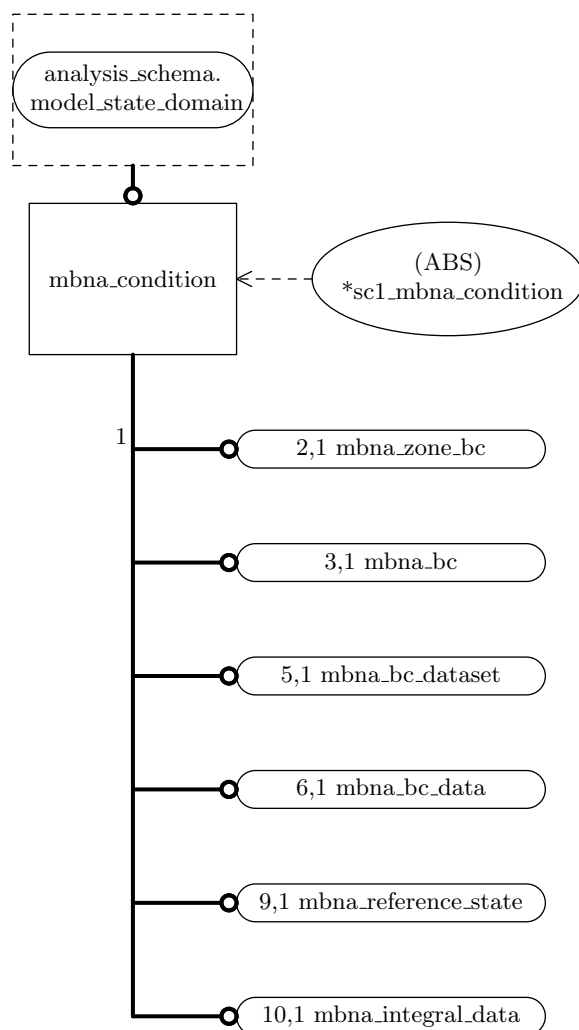 analysis_schema.
model_state_domain
mbna_condition
(ABS)
*sc1_mbna_condition
1
2,1 mbna_zone_bc
3,1 mbna_bc
5,1 mbna_bc_dataset
6,1 mbna_bc_data
9,1 mbna_reference_state
10,1 mbna_integral_data